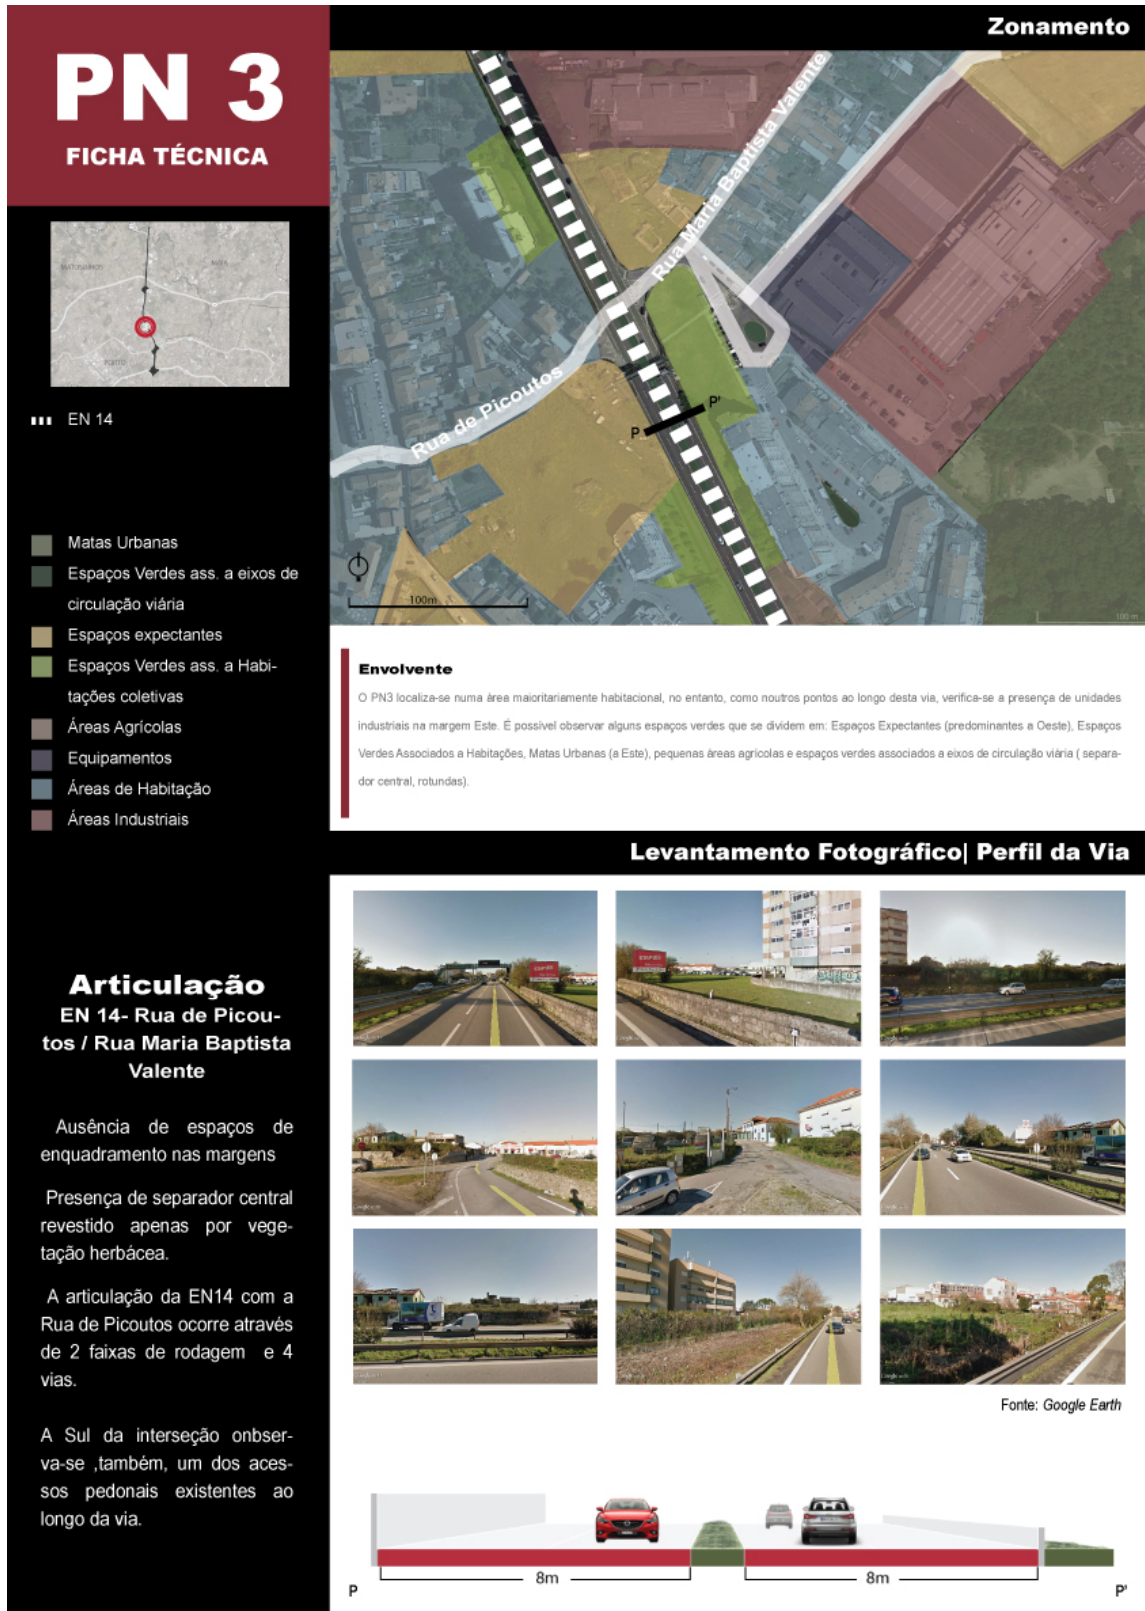 PN 3
FICHA TÉCNICA
MATOSINHOS
MAIA
PORTO
EN 14
Matas Urbanas
Espaços Verdes ass. a eixos de
circulação viária
Espaços expectantes
Espaços Verdes ass. a Habi-
tações coletivas
Áreas Agrícolas
Equipamentos
Áreas de Habitação
Áreas Industriais
Zonamento
Rua Maria Baptista Valente
Rua de Picoutos
P
P'
100m
100 m
Envolvente
O PN3 localiza-se numa área maioritariamente habitacional, no entanto, como noutros pontos ao longo desta via, verifica-se a presença de unidades
industriais na margem Este. É possível observar alguns espaços verdes que se dividem em: Espaços Expectantes (predominantes a Oeste), Espaços
Verdes Associados a Habitações, Matas Urbanas (a Este), pequenas áreas agrícolas e espaços verdes associados a eixos de circulação viária ( separa-
dor central, rotundas).
Levantamento Fotográfico| Perfil da Via
Articulação
EN 14- Rua de Picou-
tos / Rua Maria Baptista
Valente
Ausência de espaços de
enquadramento nas margens
Presença de separador central
revestido apenas por vege-
tação herbácea.
A articulação da EN14 com a
Rua de Picoutos ocorre através
de 2 faixas de rodagem e 4
vias.
A Sul da interseção onbser-
va-se ,também, um dos aces-
sos pedonais existentes ao
longo da via.
Fonte: Google Earth
8m
8m
P
P'